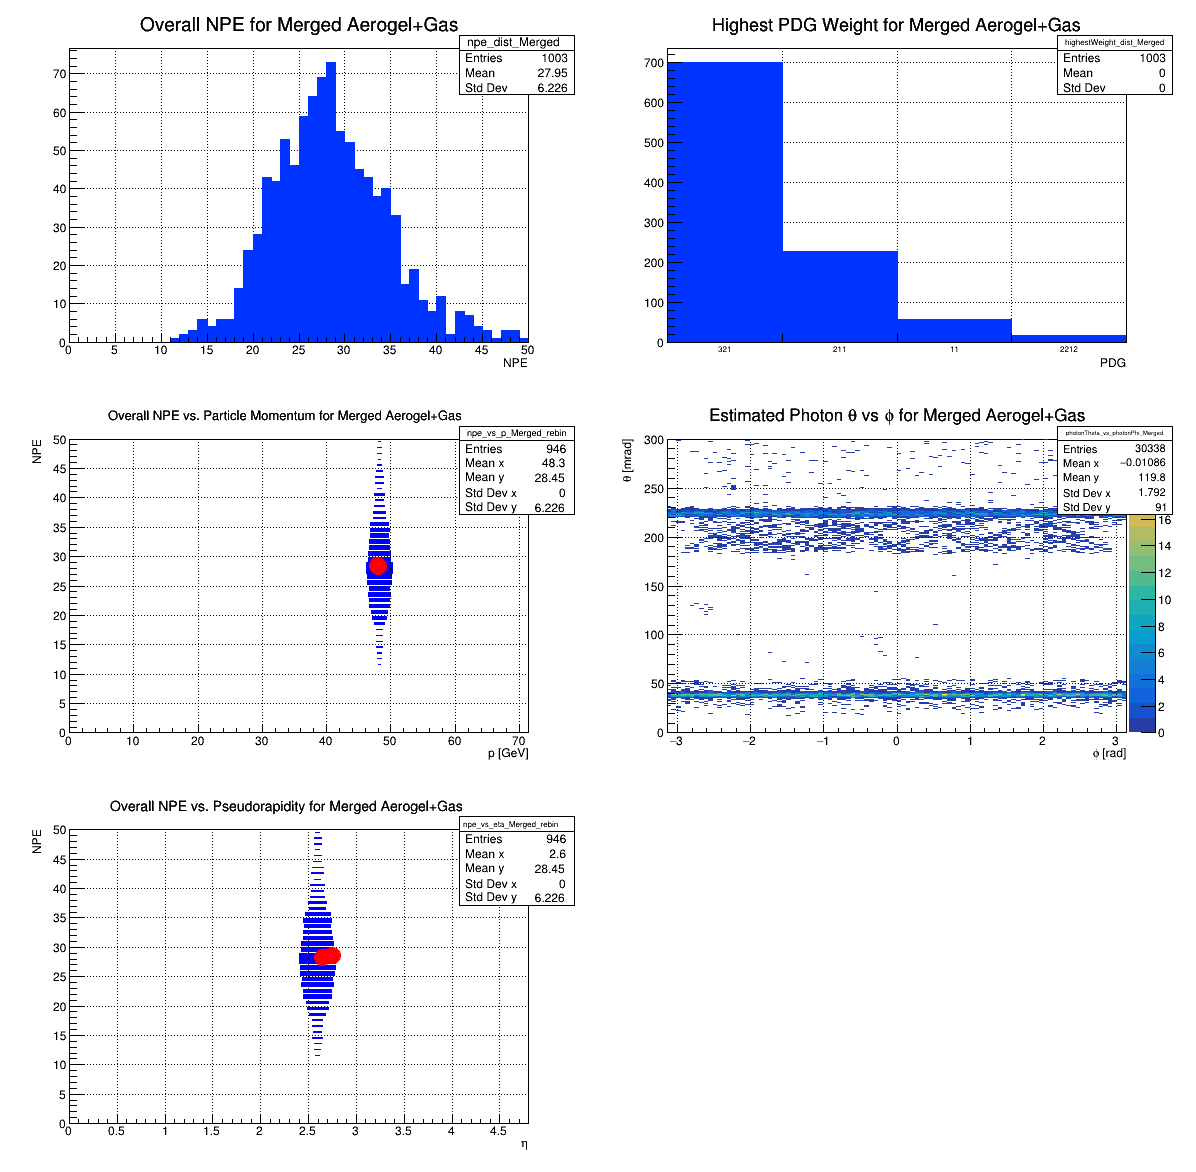 Overall NPE for Merged Aerogel+Gas
npe_dist_Merged
Entries 1003
Mean 27.95
Std Dev 6.226
70
60
50
40
30
20
10
0
0 5 10 15 20 25 30 35 40 45 50
NPE
Highest PDG Weight for Merged Aerogel+Gas
highestWeight_dist_Merged
Entries 1003
Mean 0
Std Dev 0
700
600
500
400
300
200
100
0
321 211 11 2212
PDG
Overall NPE vs. Particle Momentum for Merged Aerogel+Gas
npe_vs_p_Merged_rebin
Entries 946
Mean x 48.3
Mean y 28.45
Std Dev x 0
Std Dev y 6.226
NPE
50
45
40
35
30
25
20
15
10
5
0
0 10 20 30 40 50 60 70
p [GeV]
Estimated Photon θ vs ϕ for Merged Aerogel+Gas
photonTheta_vs_photonPhi_Merged
Entries 30338
Mean x −0.01086
Mean y 119.8
Std Dev x 1.792
Std Dev y 91
θ [mrad]
300
250
200
150
100
50
0
−3 −2 −1 0 1 2 3
ϕ [rad]
16
14
12
10
8
6
4
2
0
Overall NPE vs. Pseudorapidity for Merged Aerogel+Gas
npe_vs_eta_Merged_rebin
Entries 946
Mean x 2.6
Mean y 28.45
Std Dev x 0
Std Dev y 6.226
NPE
50
45
40
35
30
25
20
15
10
5
0
0 0.5 1 1.5 2 2.5 3 3.5 4 4.5
η